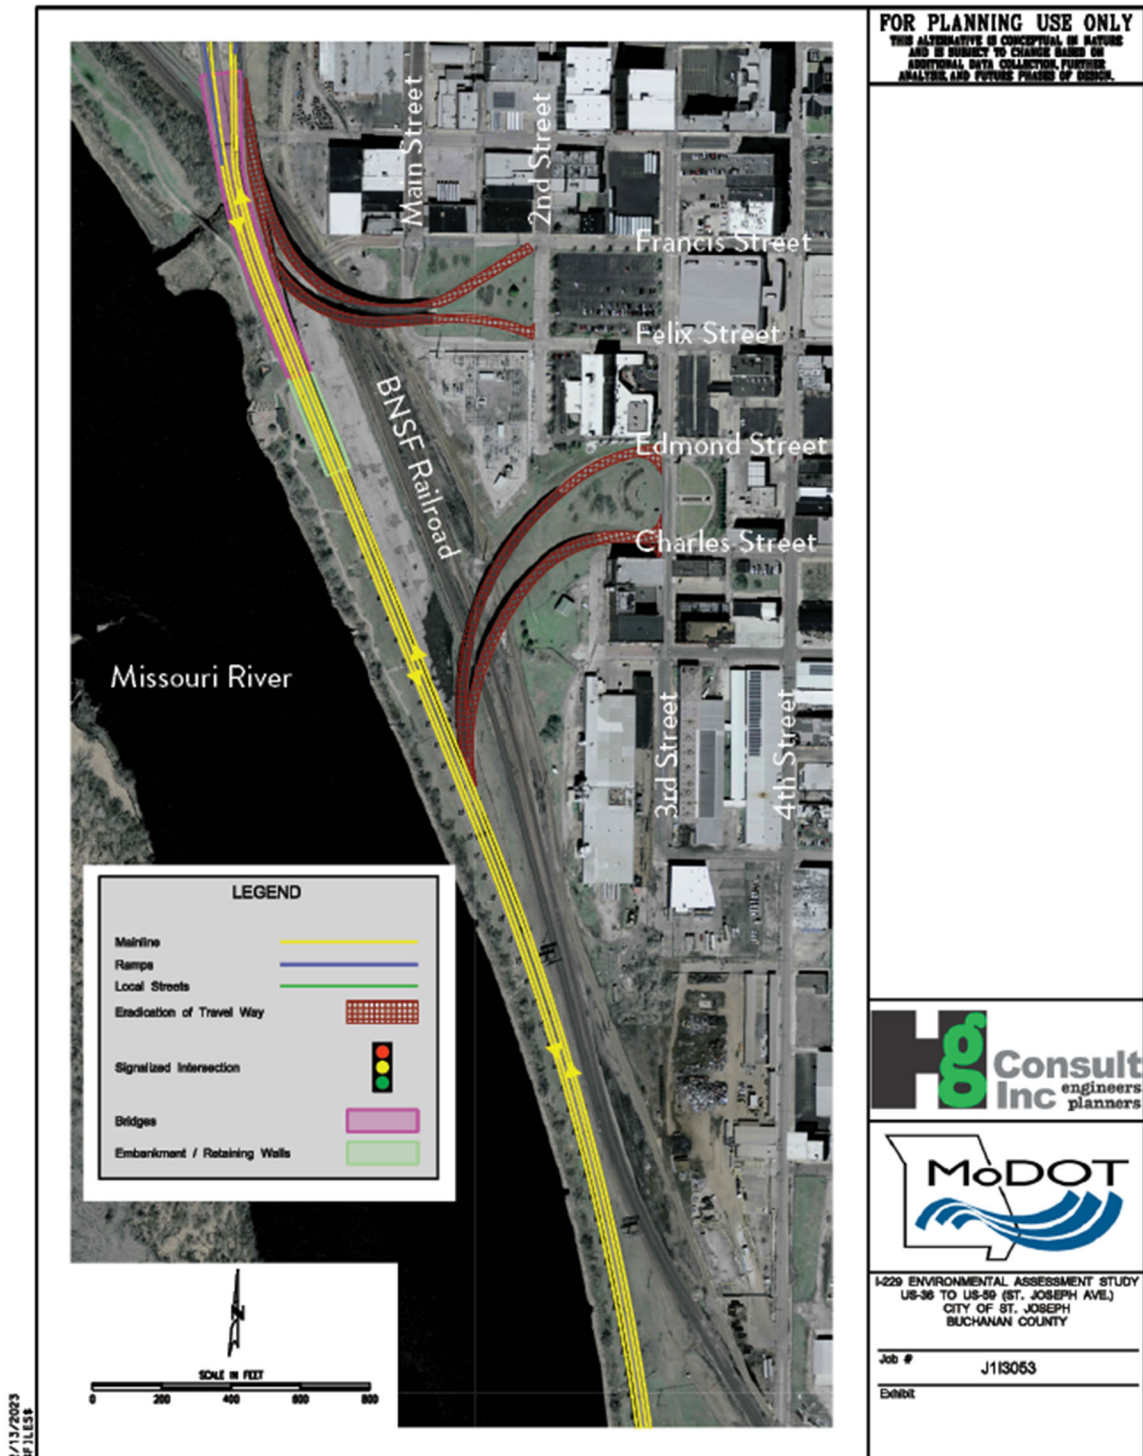 FOR PLANNING USE ONLY
THIS ALTERNATIVE IS CONCEPTUAL IN NATURE
AND IS SUBJECT TO CHANGE BASED ON
ADDITIONAL DATA COLLECTION, FURTHER
ANALYSIS, AND FUTURE PHASES OF DESIGN.
Main Street
2nd Street
Francis Street
Felix Street
BNSF Railroad
Edmond Street
Charles Street
Missouri River
3rd Street
4th Street
LEGEND
Mainline
Ramps
Local Streets
Eradication of Travel Way
Signalized Intersection
Bridges
Embankment / Retaining Walls
N
SCALE IN FEET
0 200 400 600 800
Hg Consult
Inc engineers
planners
MoDOT
I-229 ENVIRONMENTAL ASSESSMENT STUDY
US-36 TO US-59 (ST. JOSEPH AVE.)
CITY OF ST. JOSEPH
BUCHANAN COUNTY
Job #
J1I3053
Exhibit
/13/2023